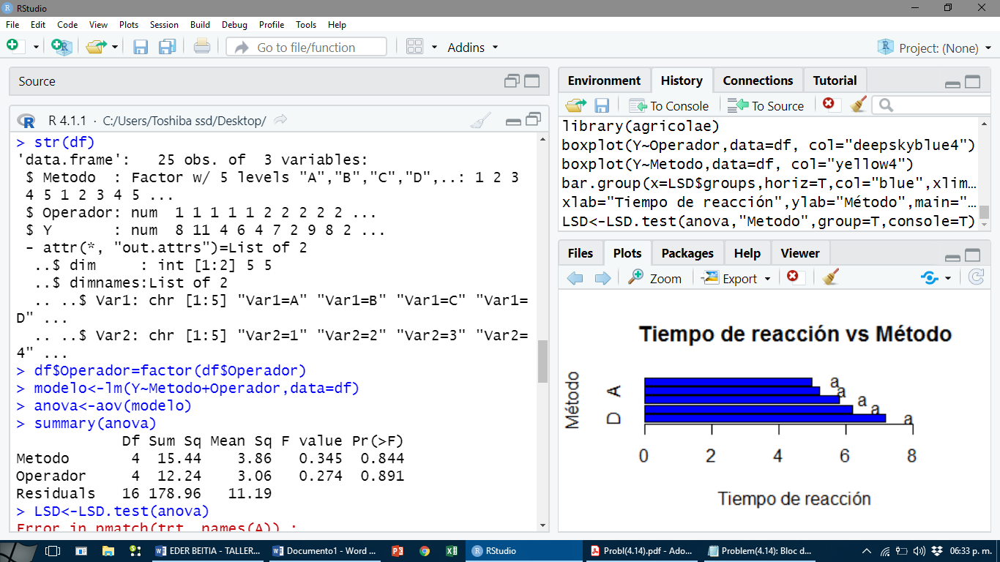 RStudio
File Edit Code View Plots Session Build Debug Profile Tools Help
Go to file/function Addins Project: (None)
Source
R 4.1.1 · C:/Users/Toshiba ssd/Desktop/
> str(df)
'data.frame':   25 obs. of  3 variables:
 $ Metodo  : Factor w/ 5 levels "A","B","C","D",..: 1 2 3
 4 5 1 2 3 4 5 ...
 $ Operador: num  1 1 1 1 1 2 2 2 2 2 ...
 $ Y       : num  8 11 4 6 4 7 2 9 8 2 ...
 - attr(*, "out.attrs")=List of 2
  ..$ dim     : int [1:2] 5 5
  ..$ dimnames:List of 2
  .. ..$ Var1: chr [1:5] "Var1=A" "Var1=B" "Var1=C" "Var1=
D" ...
  .. ..$ Var2: chr [1:5] "Var2=1" "Var2=2" "Var2=3" "Var2=
4" ...
> df$Operador=factor(df$Operador)
> modelo<-lm(Y~Metodo+Operador,data=df)
> anova<-aov(modelo)
> summary(anova)
            Df Sum Sq Mean Sq F value Pr(>F)
Metodo       4  15.44    3.86   0.345  0.844
Operador     4  12.24    3.06   0.274  0.891
Residuals   16 178.96   11.19
> LSD<-LSD.test(anova)
Error in pmatch(trt, names(A)) :
Environment History Connections Tutorial
To Console To Source
library(agricolae)
boxplot(Y~Operador,data=df, col="deepskyblue4")
boxplot(Y~Metodo,data=df, col="yellow4")
bar.group(x=LSD$groups,horiz=T,col="blue",xlim…
xlab="Tiempo de reacción",ylab="Método",main="…
LSD<-LSD.test(anova,"Metodo",group=T,console=T)
Files Plots Packages Help Viewer
Zoom Export
Tiempo de reacción vs Método
Método
A
D
a
a
a
a
a
0 2 4 6 8
Tiempo de reacción
EDER BEITIA - TALLER... Documento1 - Word ... RStudio Probl(4.14).pdf - Ado... Problem(4.14): Bloc d... 06:33 p. m.